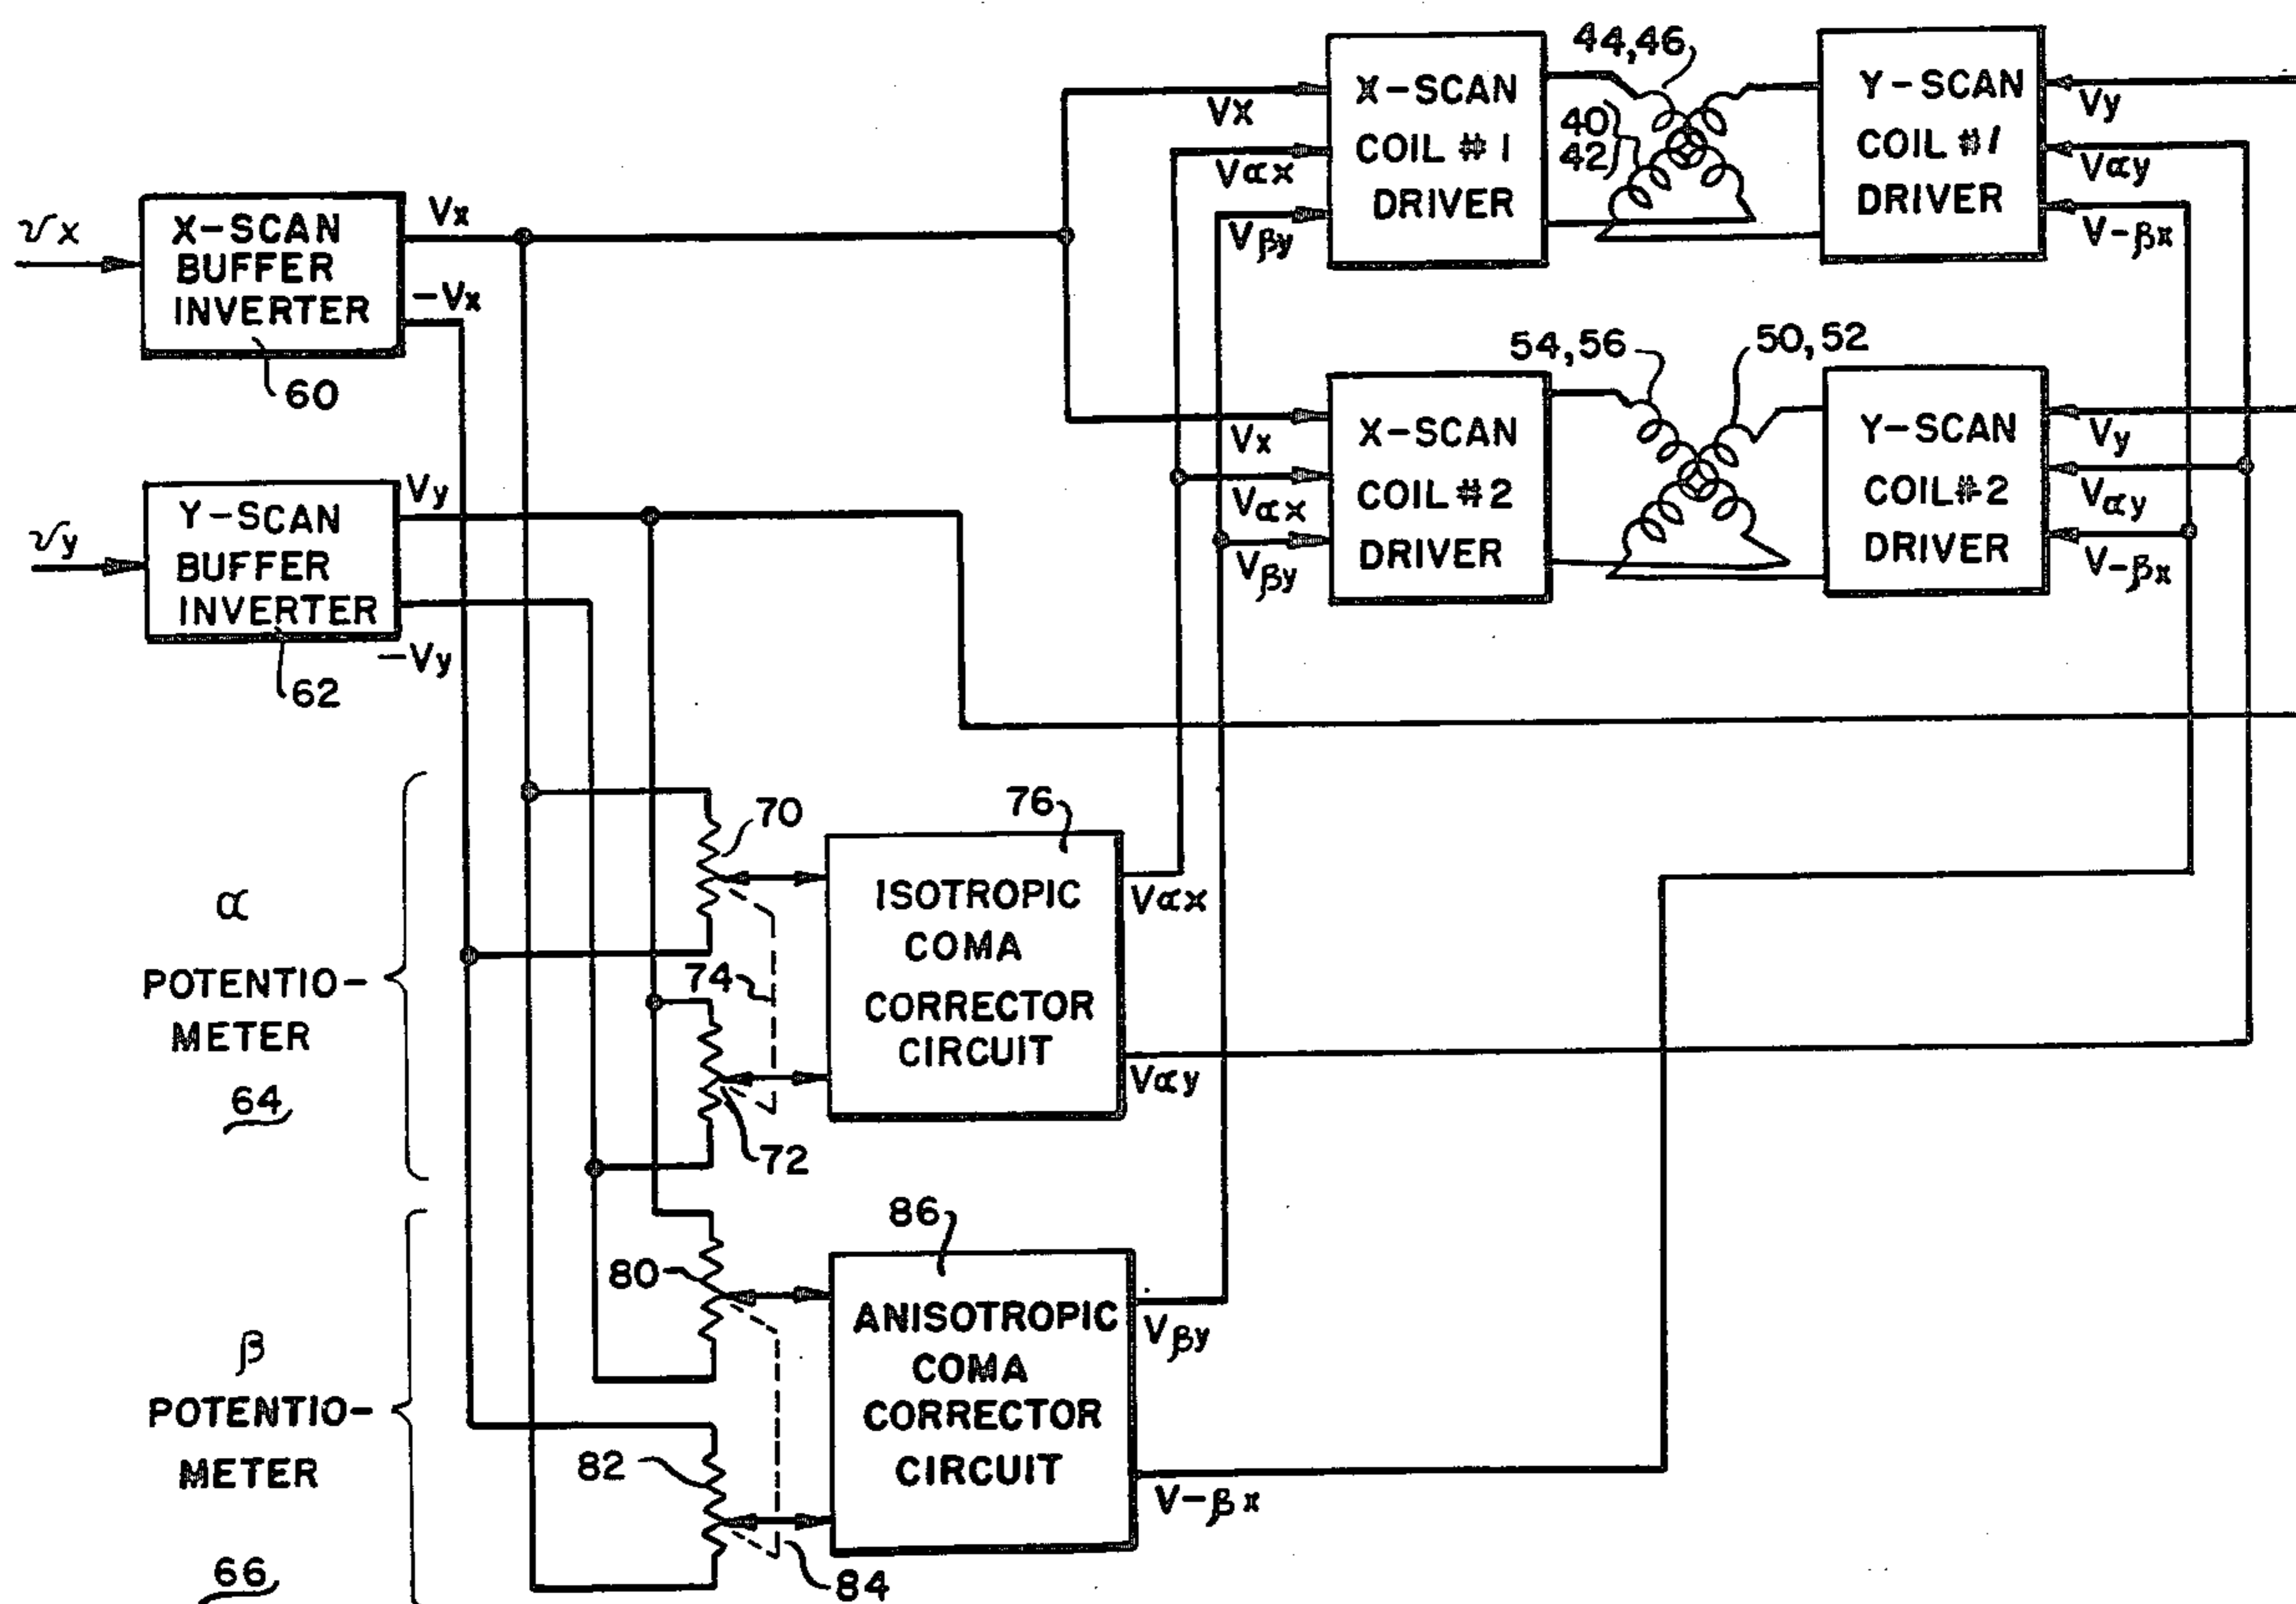 44,46
X-SCAN
COIL #1
DRIVER
Vx
Vαx
Vβy
40
42
Y-SCAN
COIL #1
DRIVER
Vy
Vαy
V-βx
vx
X-SCAN
BUFFER
INVERTER
Vx
-Vx
60
54,56
50,52
X-SCAN
COIL #2
DRIVER
Vx
Vαx
Vβy
Y-SCAN
COIL #2
DRIVER
Vy
Vαy
V-βx
vy
Y-SCAN
BUFFER
INVERTER
Vy
-Vy
62
α
POTENTIO-
METER
64
70
74
72
76
ISOTROPIC
COMA
CORRECTOR
CIRCUIT
Vαx
Vαy
β
POTENTIO-
METER
66
80
82
84
86
ANISOTROPIC
COMA
CORRECTOR
CIRCUIT
Vβy
V-βx